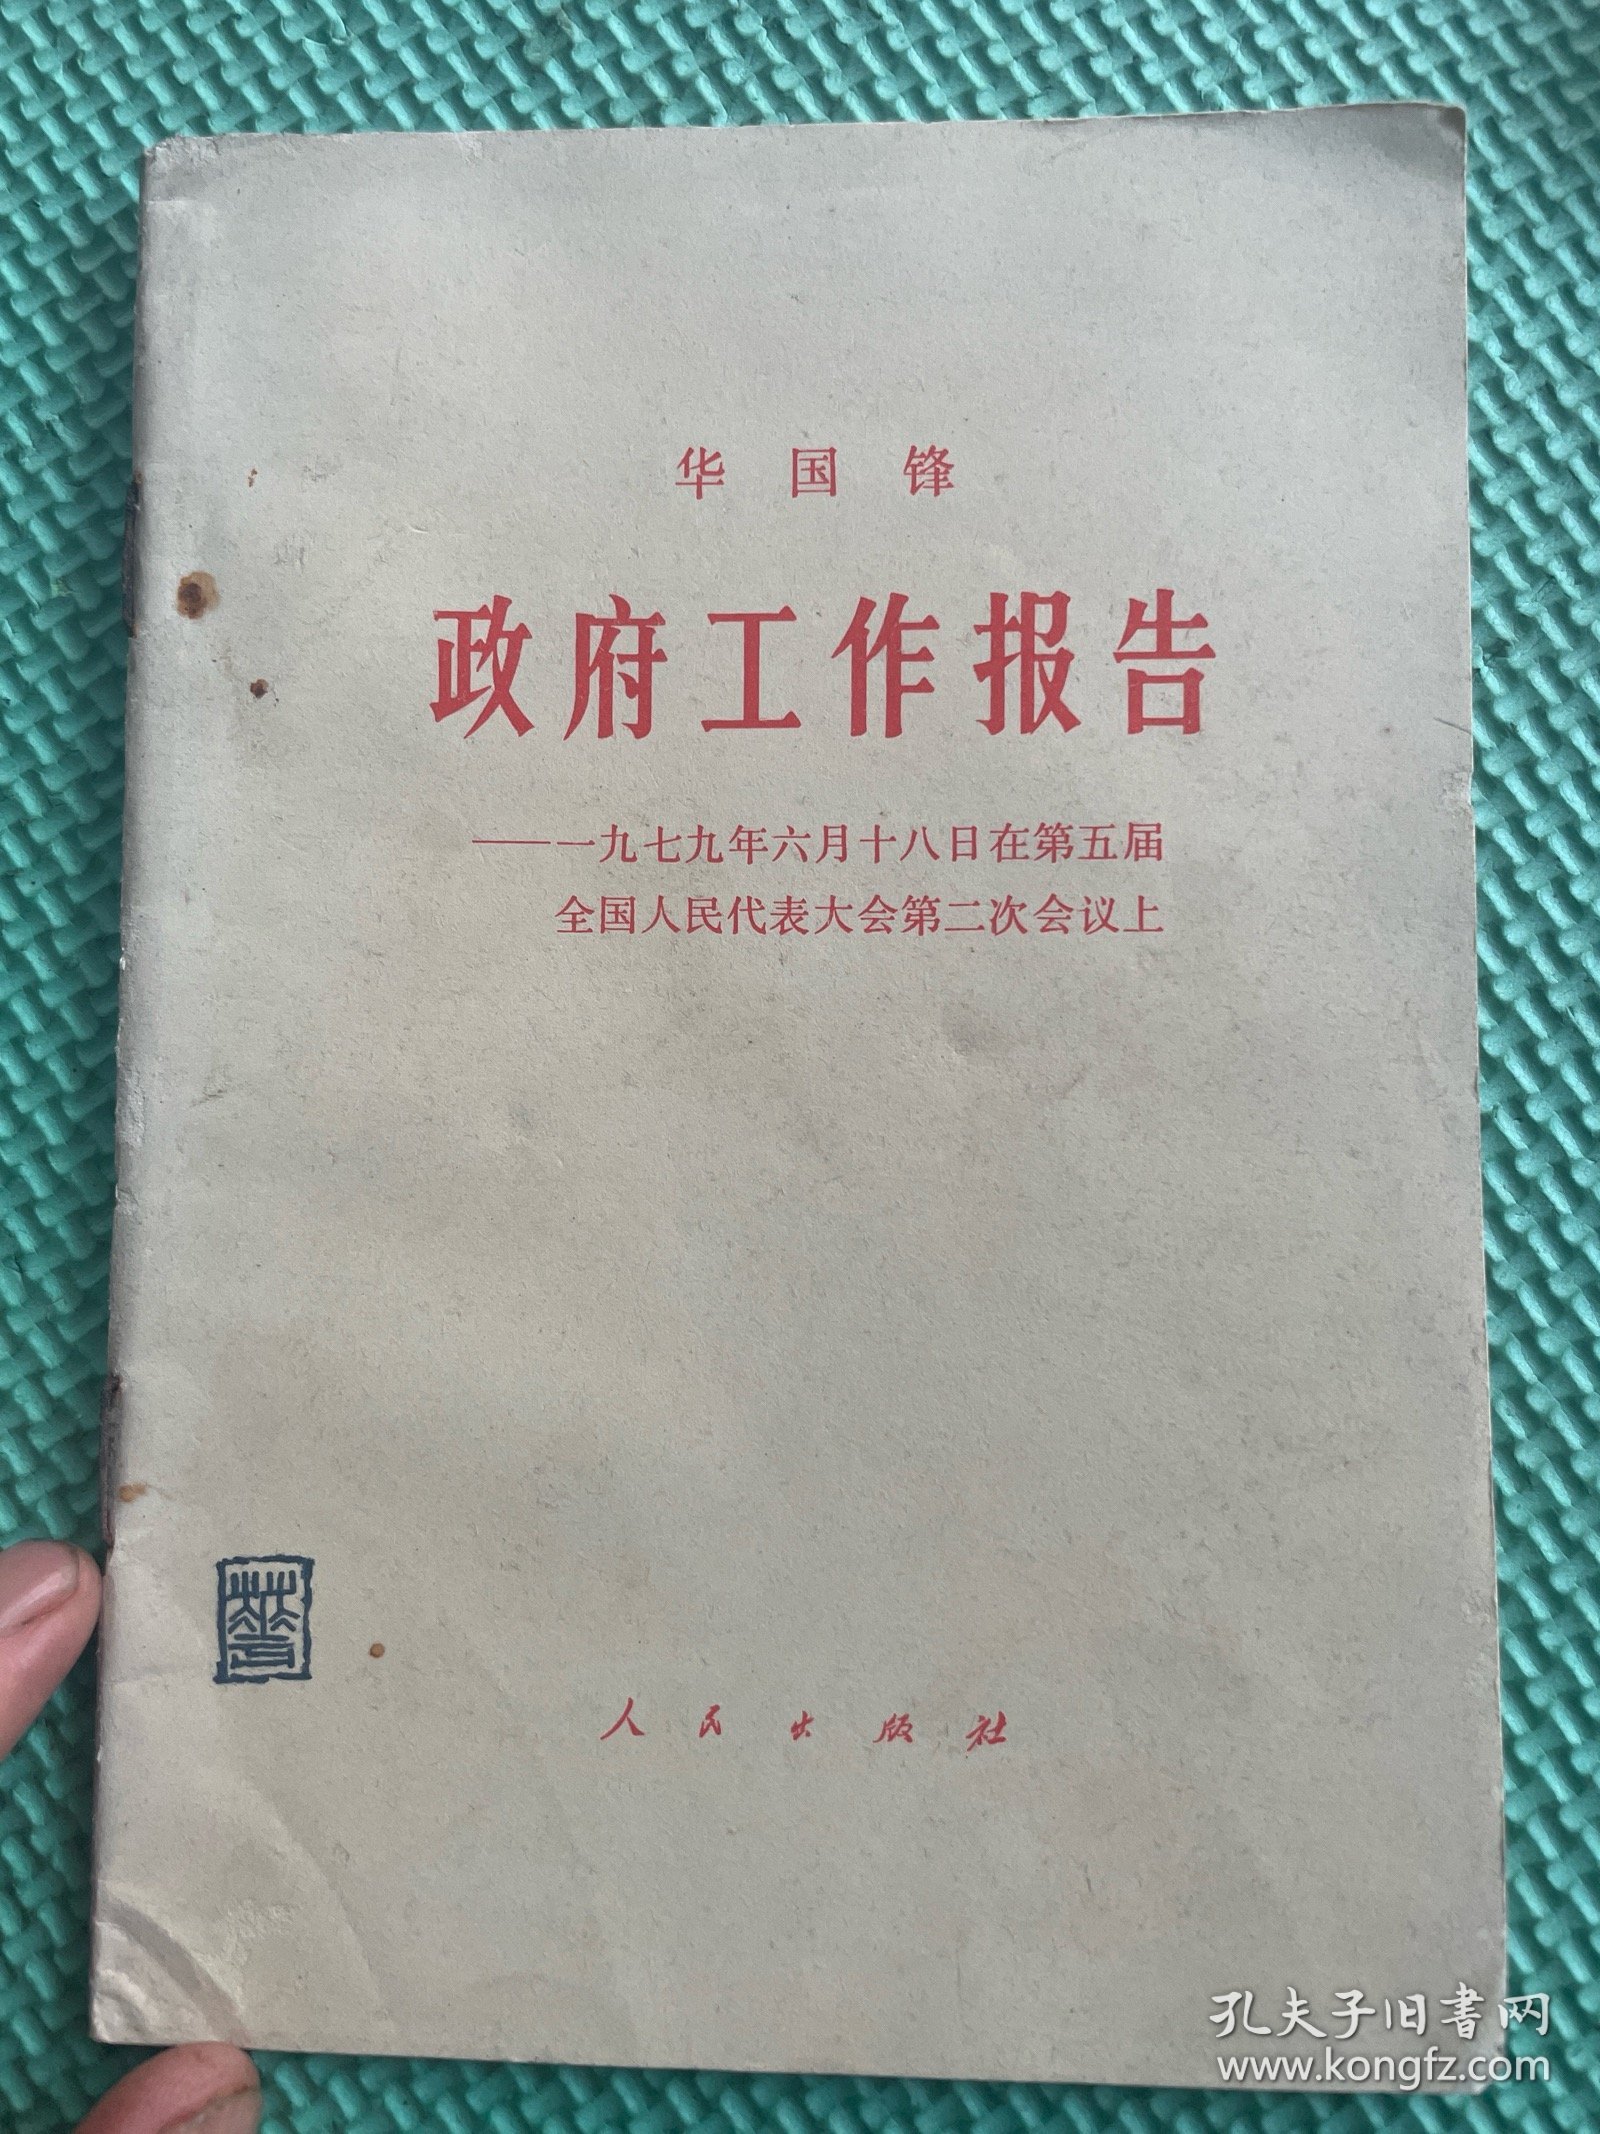 华国锋
政府工作报告
——一九七九年六月十八日在第五届
全国人民代表大会第二次会议上
人民出版社
孔夫子旧书网
www.kongfz.com